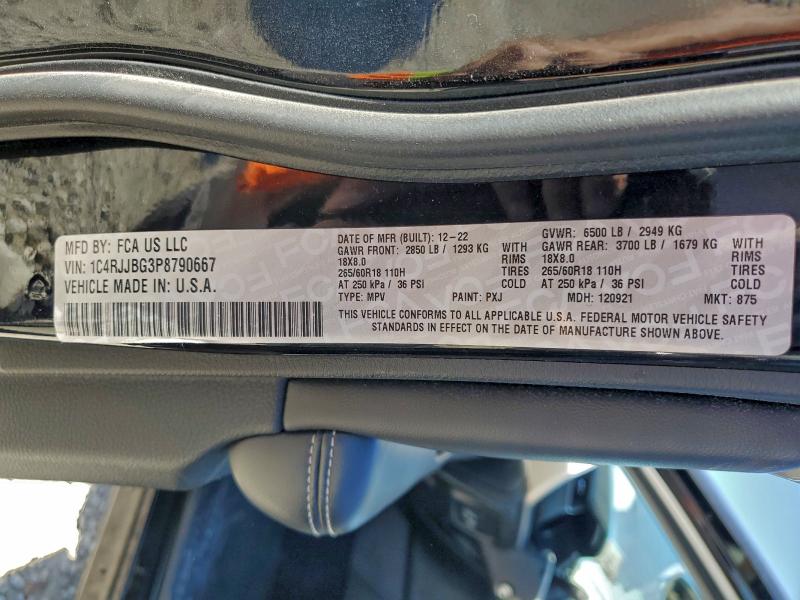 MFD BY: FCA US LLC
VIN: 1C4RJJBG3P8790667
VEHICLE MADE IN U.S.A.
DATE OF MFR (BUILT): 12-22 GVWR: 6500 LB / 2949 KG
GAWR FRONT: 2850 LB / 1293 KG WITH GAWR REAR: 3700 LB / 1679 KG WITH
18X8.0 RIMS 18X8.0 RIMS
265/60R18 110H TIRES 265/60R18 110H TIRES
AT 250 kPa / 36 PSI COLD AT 250 kPa / 36 PSI COLD
TYPE: MPV PAINT: PXJ MDH: 120921 MKT: 875
THIS VEHICLE CONFORMS TO ALL APPLICABLE U.S.A. FEDERAL MOTOR VEHICLE SAFETY
STANDARDS IN EFFECT ON THE DATE OF MANUFACTURE SHOWN ABOVE.